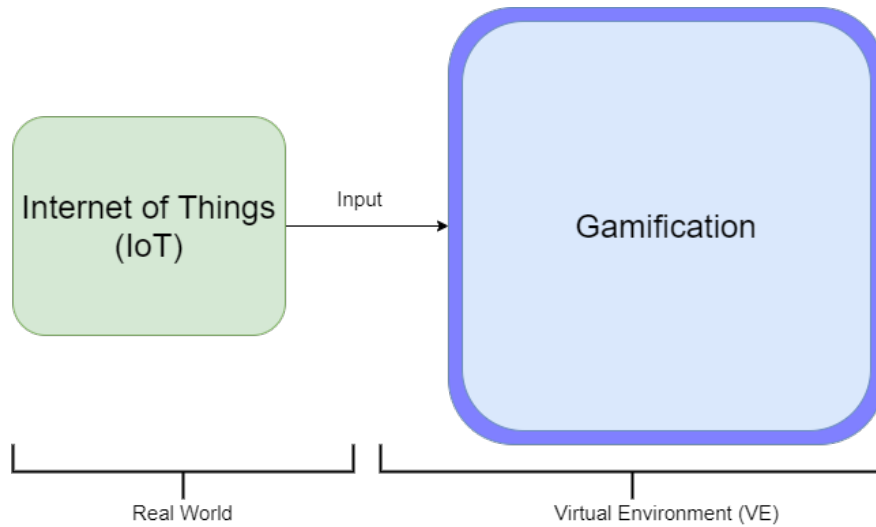 Internet of Things
(IoT)
Input
Gamification
Real World
Virtual Environment (VE)